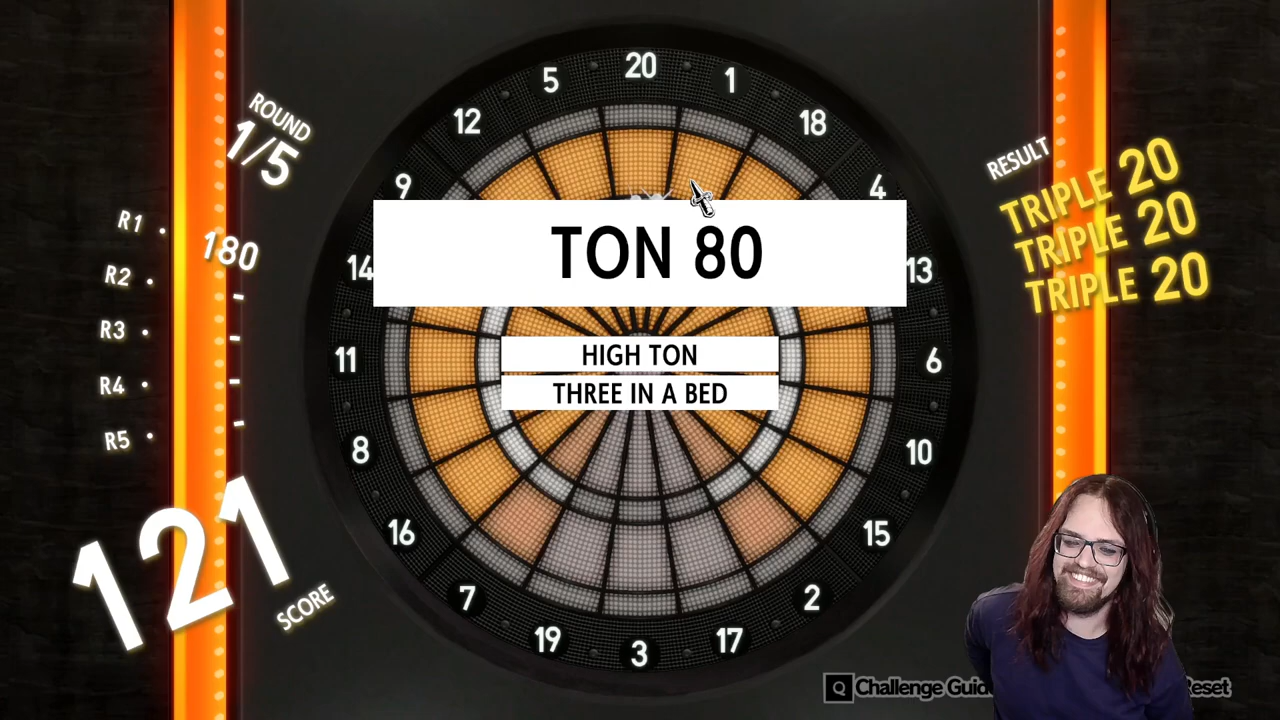 ROUND
1/5
R1 180
R2 -
R3 -
R4 -
R5 -
121
SCORE
20
1
18
4
13
6
10
15
2
17
3
19
7
16
8
11
14
9
12
5
TON 80
HIGH TON
THREE IN A BED
RESULT
TRIPLE 20
TRIPLE 20
TRIPLE 20
Q Challenge Guid
eset